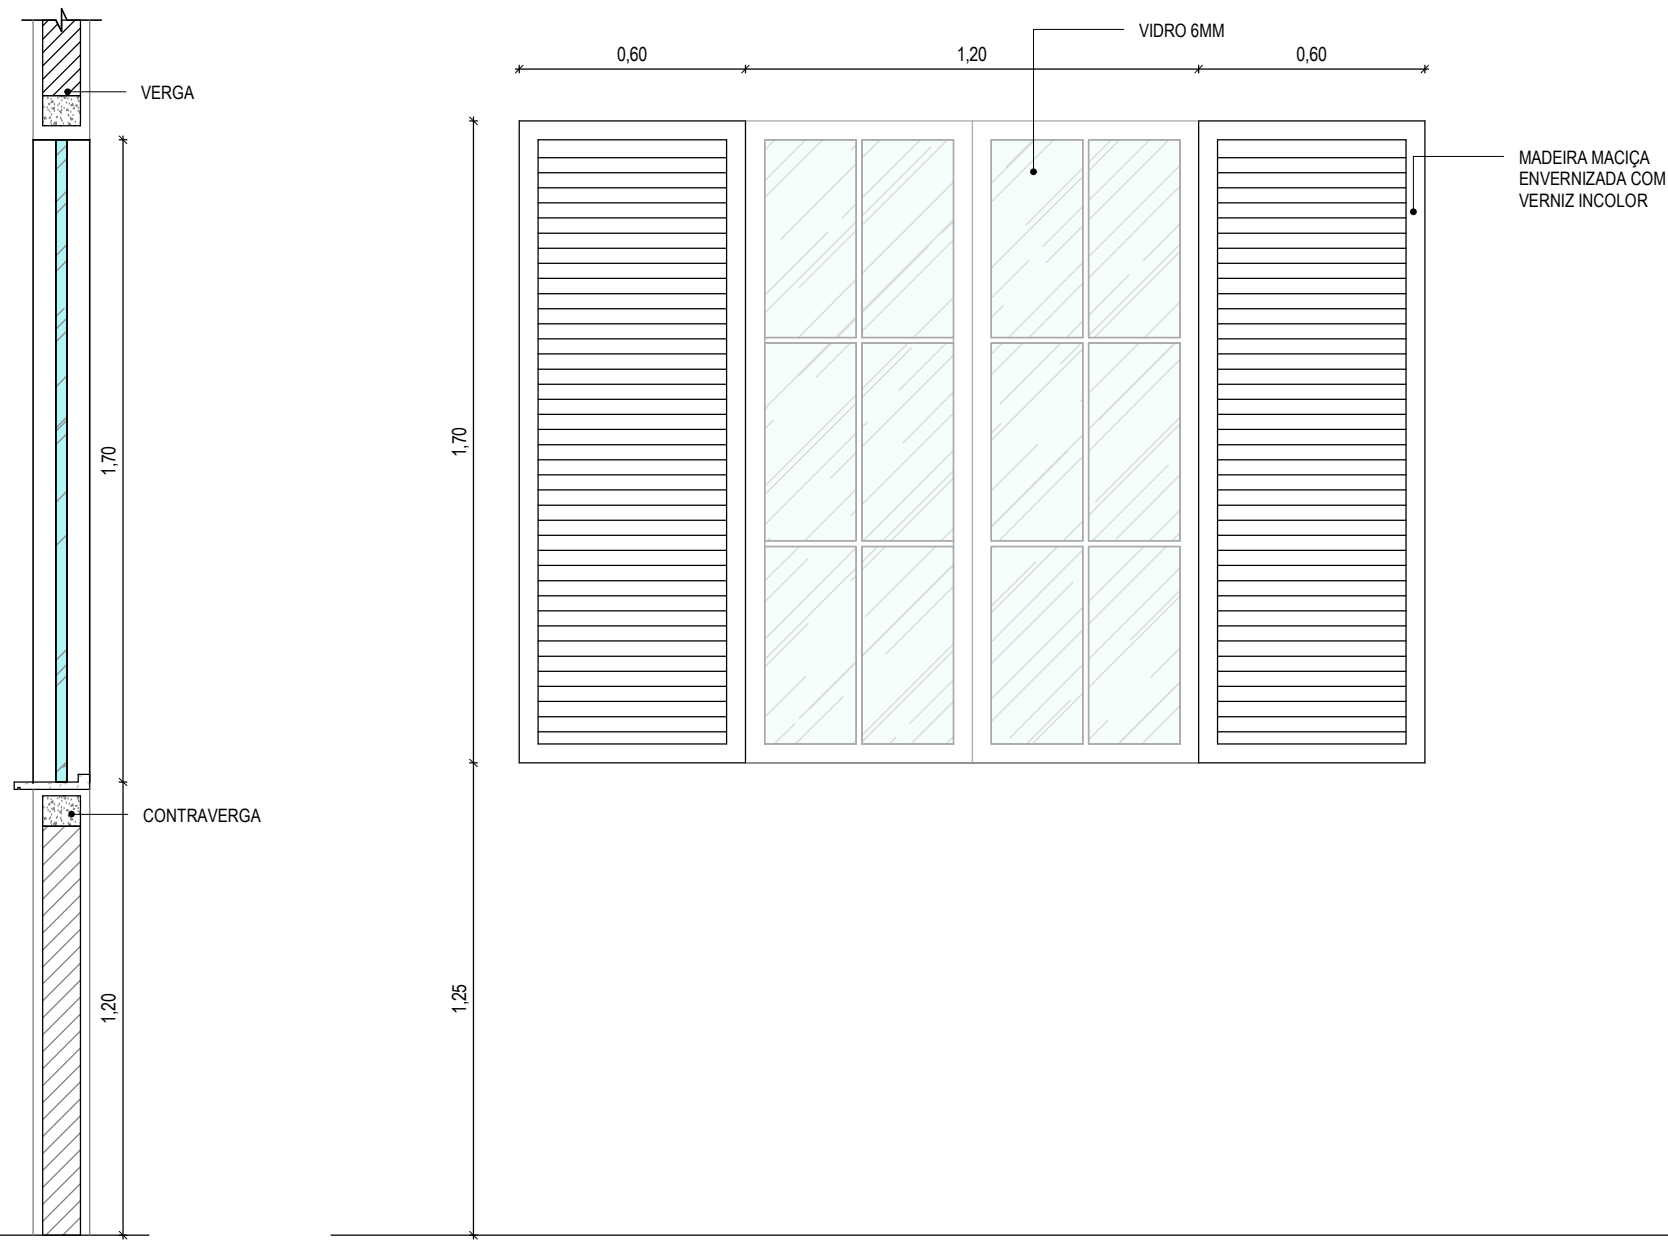 VERGA
1,70
CONTRAVERGA
1,20
0,60
1,20
0,60
VIDRO 6MM
1,70
1,25
MADEIRA MACIÇA
ENVERNIZADA COM
VERNIZ INCOLOR